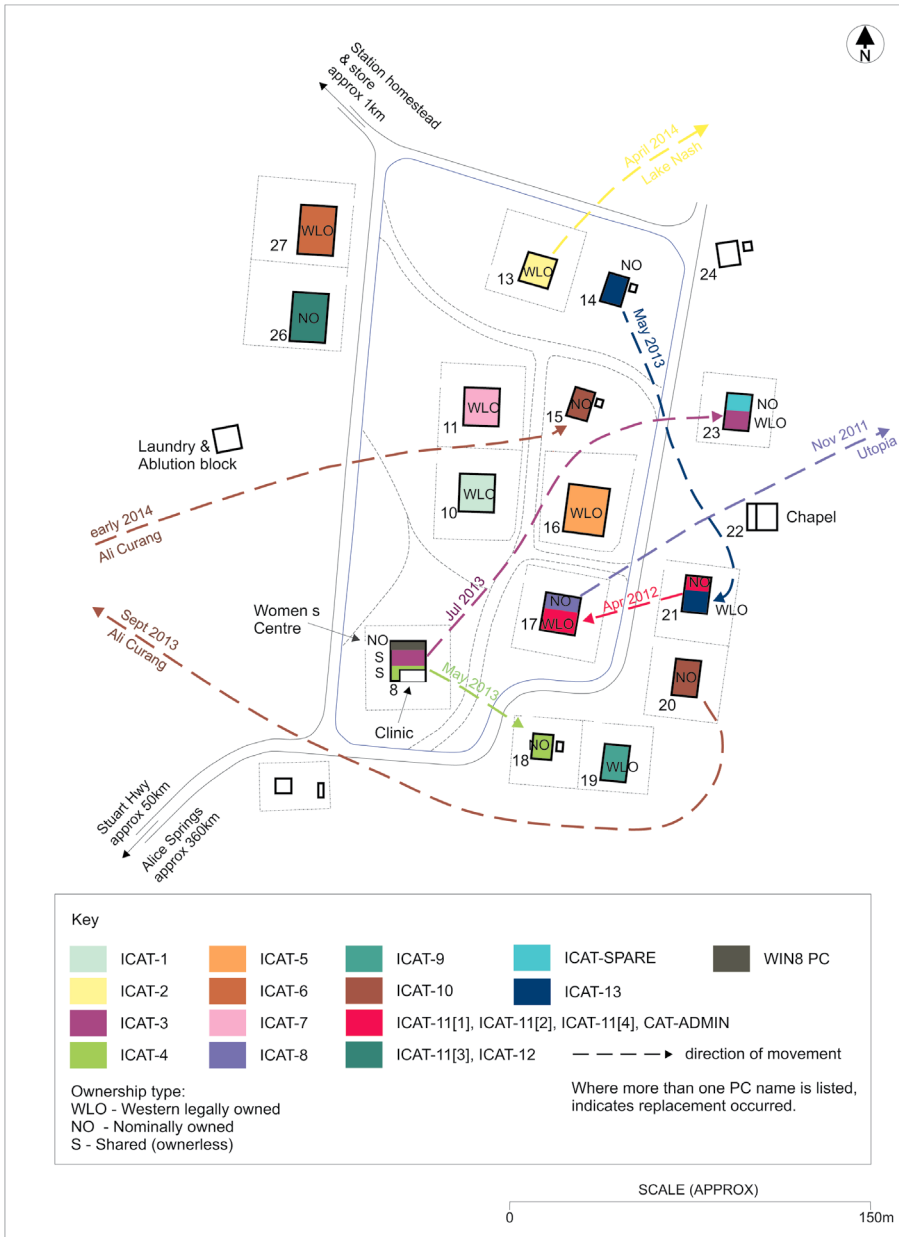 N
Station homestead
& store
approx 1km
April 2014
Lake Nash
27
WLO
13
WLO
NO
14
24
26
NO
May 2013
11
WLO
15
NO
NO
WLO
23
Nov 2011
Utopia
Laundry &
Ablution block
early 2014
Ali Curang
10
WLO
16
WLO
22
Chapel
Jul 2013
Apr 2012
NO
WLO
17
NO
21
WLO
Sept 2013
Ali Curang
Women s
Centre
NO
S
S
8
May 2013
Clinic
NO
20
NO
18
WLO
19
Stuart Hwy
approx 50km
Alice Springs
approx 360km
Key
ICAT-1
ICAT-5
ICAT-9
ICAT-SPARE
WIN8 PC
ICAT-2
ICAT-6
ICAT-10
ICAT-13
ICAT-3
ICAT-7
ICAT-11[1], ICAT-11[2], ICAT-11[4], CAT-ADMIN
ICAT-4
ICAT-8
ICAT-11[3], ICAT-12
direction of movement
Ownership type:
WLO - Western legally owned
NO - Nominally owned
S - Shared (ownerless)
Where more than one PC name is listed,
indicates replacement occurred.
SCALE (APPROX)
0
150m